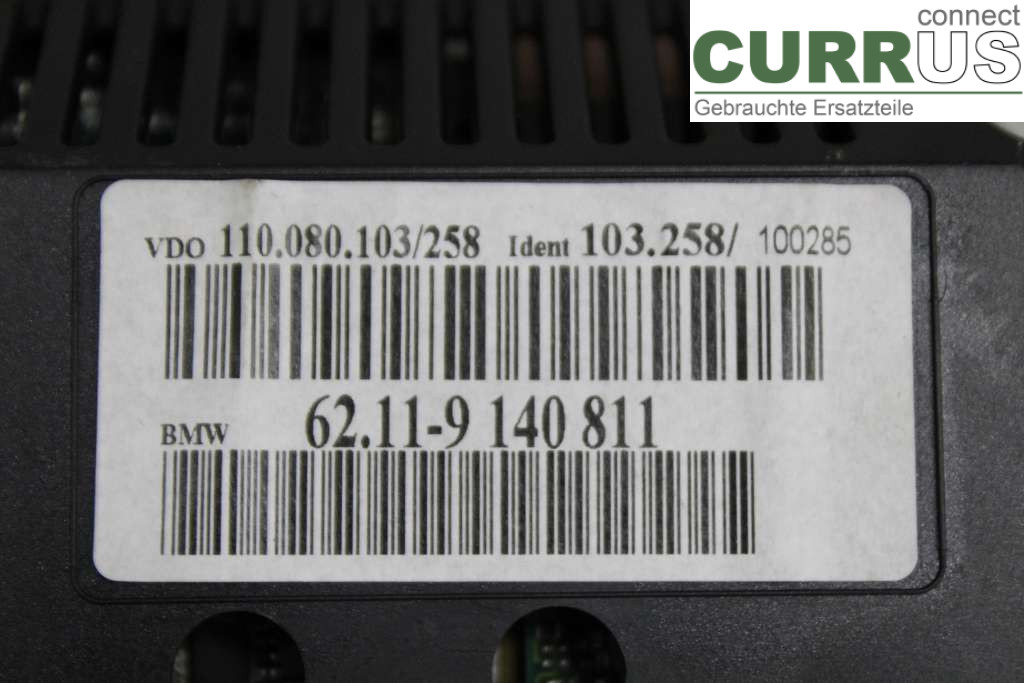 connect
CURRUS
Gebrauchte Ersatzteile
VDO 110.080.103/258 Ident 103.258/ 100285
BMW 62.11-9 140 811